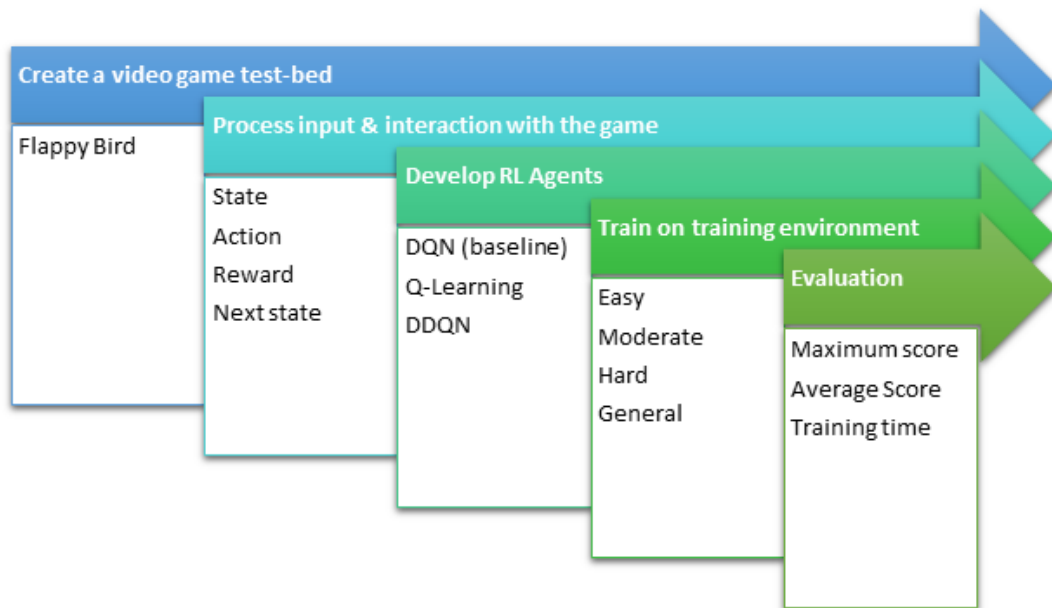 Create a video game test-bed
Flappy Bird
Process input & interaction with the game
State
Action
Reward
Next state
Develop RL Agents
DQN (baseline)
Q-Learning
DDQN
Train on training environment
Easy
Moderate
Hard
General
Evaluation
Maximum score
Average Score
Training time